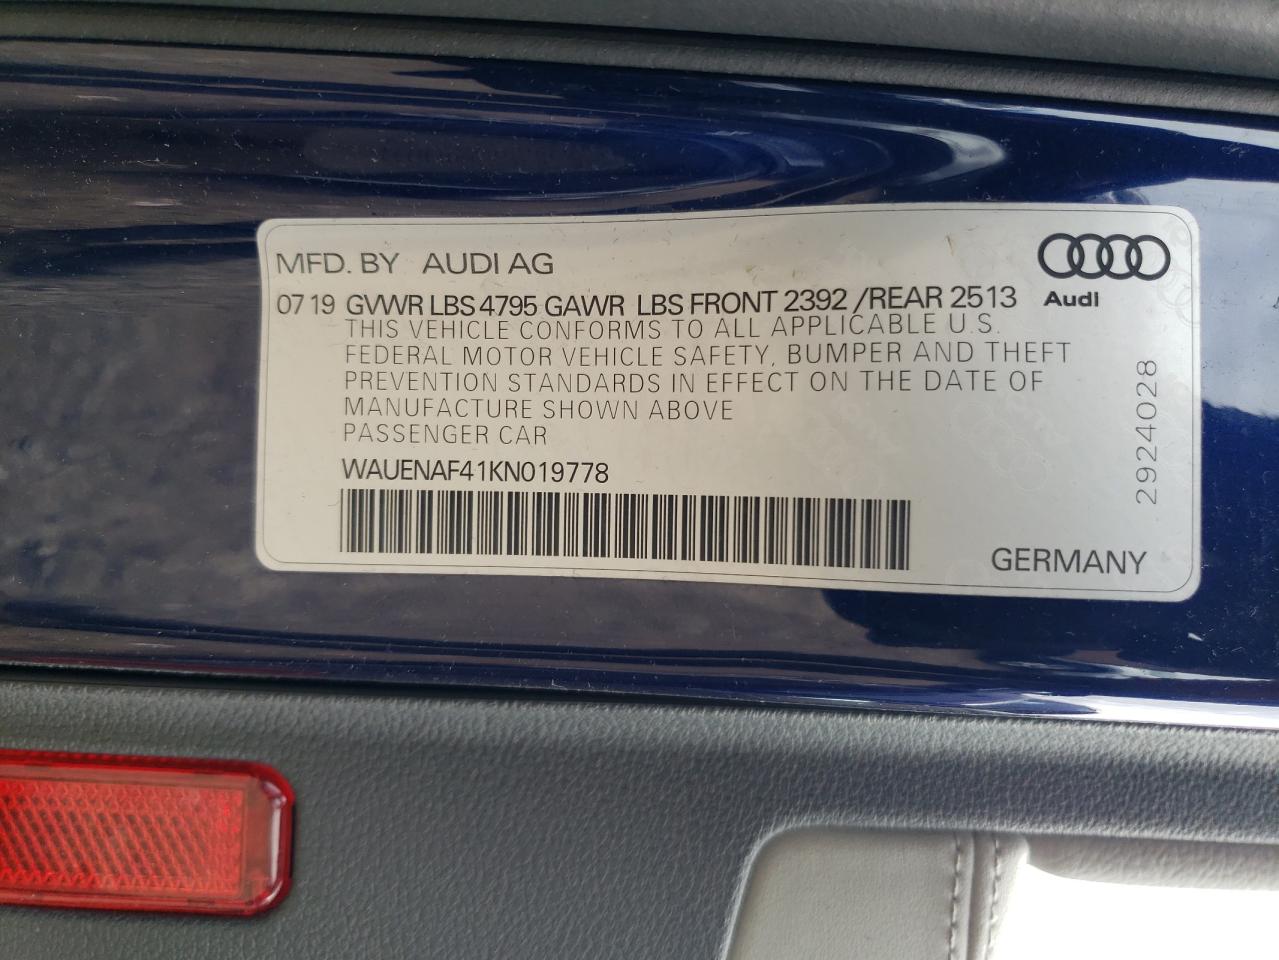 MFD. BY AUDI AG
Audi
07 19 GVWR LBS 4795 GAWR LBS FRONT 2392 /REAR 2513
THIS VEHICLE CONFORMS TO ALL APPLICABLE U.S.
FEDERAL MOTOR VEHICLE SAFETY, BUMPER AND THEFT
PREVENTION STANDARDS IN EFFECT ON THE DATE OF
MANUFACTURE SHOWN ABOVE
PASSENGER CAR
WAUENAF41KN019778
2924028
GERMANY